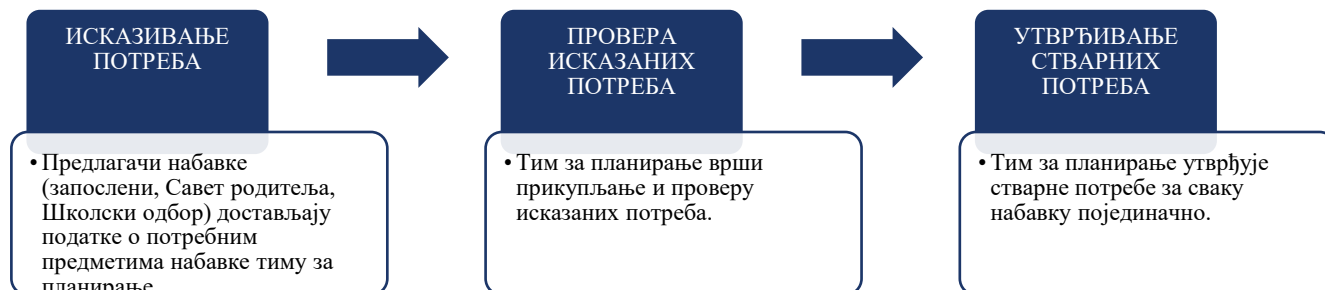 ИСКАЗИВАЊЕ
ПОТРЕБА
• Предлагачи набавке
(запослени, Савет родитеља,
Школски одбор) достављају
податке о потребним
предметима набавке тиму за
планирање
ПРОВЕРА
ИСКАЗАНИХ
ПОТРЕБА
• Тим за планирање врши
прикупљање и проверу
исказаних потреба.
УТВРЂИВАЊЕ
СТВАРНИХ
ПОТРЕБА
• Тим за планирање утврђује
стварне потребе за сваку
набавку појединачно.